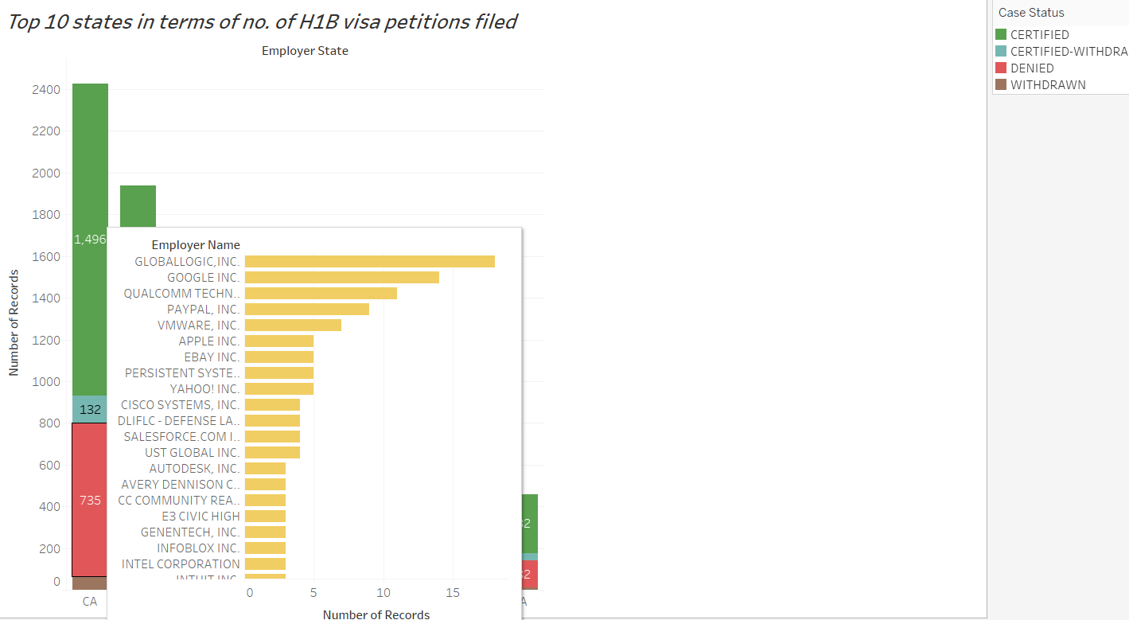 Top 10 states in terms of no. of H1B visa petitions filed
Employer State
Number of Records
2400
2200
2000
1800
1600
1400
1200
1000
800
600
400
200
0
1,496
132
735
CA
Employer Name
GLOBALLOGIC,INC.
GOOGLE INC.
QUALCOMM TECHN..
PAYPAL, INC.
VMWARE, INC.
APPLE INC.
EBAY INC.
PERSISTENT SYSTE..
YAHOO! INC.
CISCO SYSTEMS, INC.
DLIFLC - DEFENSE LA..
SALESFORCE.COM I..
UST GLOBAL INC.
AUTODESK, INC.
AVERY DENNISON C..
CC COMMUNITY REA..
E3 CIVIC HIGH
GENENTECH, INC.
INFOBLOX INC.
INTEL CORPORATION
INTUIT INC
0 5 10 15
Number of Records
2
2
A
Case Status
CERTIFIED
CERTIFIED-WITHDRA
DENIED
WITHDRAWN